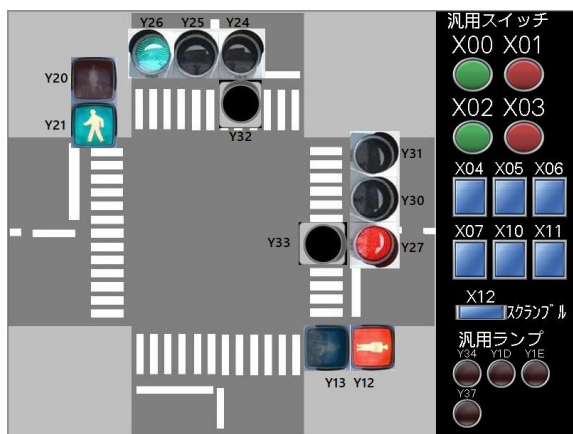 Y26 Y25 Y24
Y20
Y21
Y32
Y31
Y30
Y33
Y27
Y13 Y12
汎用スイッチ
X00 X01
X02 X03
X04 X05 X06
X07 X10 X11
X12
スクランブル
汎用ランプ
Y34 Y1D Y1E
Y37